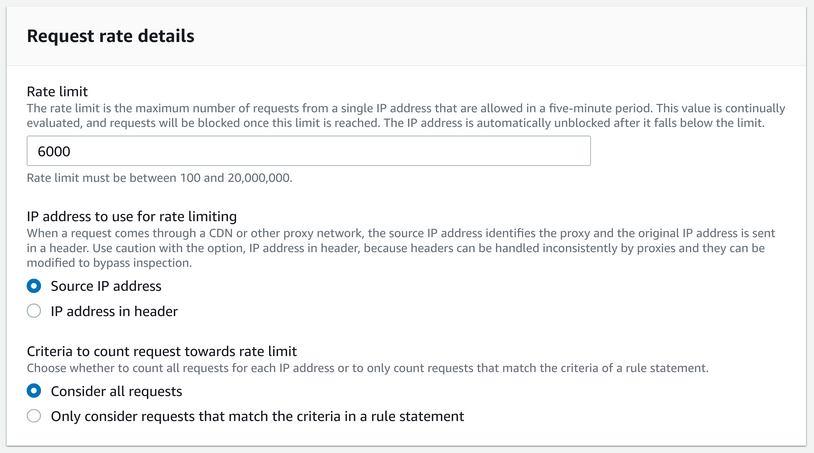 Request rate details
Rate limit
The rate limit is the maximum number of requests from a single IP address that are allowed in a five-minute period. This value is continually
evaluated, and requests will be blocked once this limit is reached. The IP address is automatically unblocked after it falls below the limit.
6000
Rate limit must be between 100 and 20,000,000.
IP address to use for rate limiting
When a request comes through a CDN or other proxy network, the source IP address identifies the proxy and the original IP address is sent
in a header. Use caution with the option, IP address in header, because headers can be handled inconsistently by proxies and they can be
modified to bypass inspection.
Source IP address
IP address in header
Criteria to count request towards rate limit
Choose whether to count all requests for each IP address or to only count requests that match the criteria of a rule statement.
Consider all requests
Only consider requests that match the criteria in a rule statement